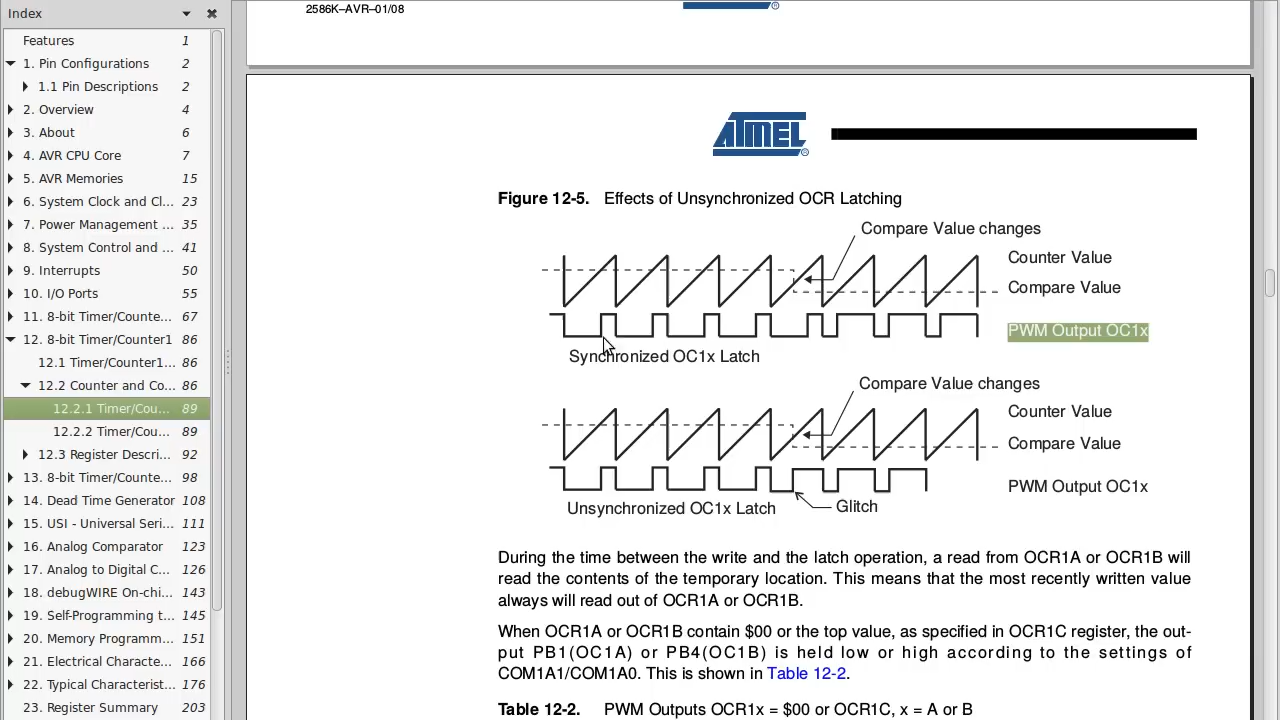 Index
Features 1
1. Pin Configurations 2
1.1 Pin Descriptions 2
2. Overview 4
3. About 6
4. AVR CPU Core 7
5. AVR Memories 15
6. System Clock and Cl... 23
7. Power Management ... 35
8. System Control and ... 41
9. Interrupts 50
10. I/O Ports 55
11. 8-bit Timer/Counte... 67
12. 8-bit Timer/Counter1 86
12.1 Timer/Counter1... 86
12.2 Counter and Co... 86
12.2.1 Timer/Cou... 89
12.2.2 Timer/Cou... 89
12.3 Register Descri... 92
13. 8-bit Timer/Counte... 98
14. Dead Time Generator 108
15. USI - Universal Seri... 111
16. Analog Comparator 123
17. Analog to Digital C... 126
18. debugWIRE On-chi... 143
19. Self-Programming t... 145
20. Memory Programm... 151
21. Electrical Characte... 166
22. Typical Characterist... 176
23. Register Summary 203
2586K–AVR–01/08
®
ATMEL ®
Figure 12-5. Effects of Unsynchronized OCR Latching
Compare Value changes
Counter Value
Compare Value
PWM Output OC1x
Synchronized OC1x Latch
Compare Value changes
Counter Value
Compare Value
PWM Output OC1x
Unsynchronized OC1x Latch
Glitch
During the time between the write and the latch operation, a read from OCR1A or OCR1B will
read the contents of the temporary location. This means that the most recently written value
always will read out of OCR1A or OCR1B.
When OCR1A or OCR1B contain $00 or the top value, as specified in OCR1C register, the out-
put PB1(OC1A) or PB4(OC1B) is held low or high according to the settings of
COM1A1/COM1A0. This is shown in Table 12-2.
Table 12-2. PWM Outputs OCR1x = $00 or OCR1C, x = A or B